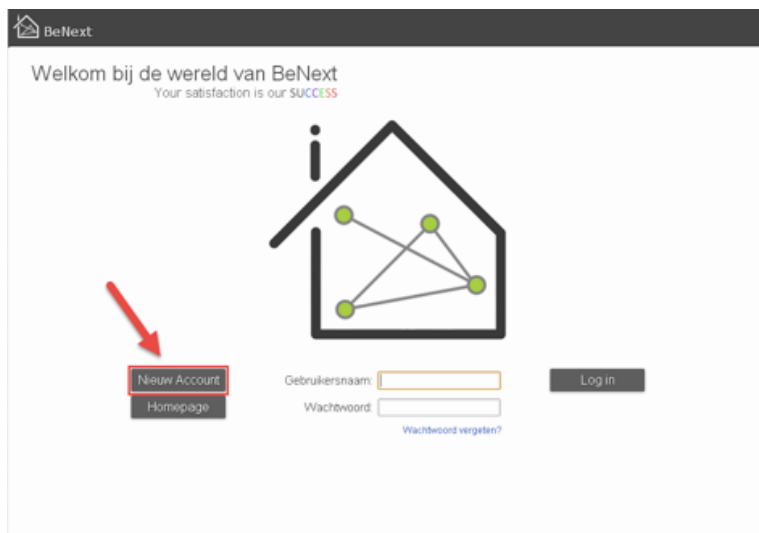 BeNext
Welkom bij de wereld van BeNext
Your satisfaction is our SUCCESS
Nieuw Account
Gebruikersnaam:
Log in
Homepage
Wachtwoord:
Wachtwoord vergeten?